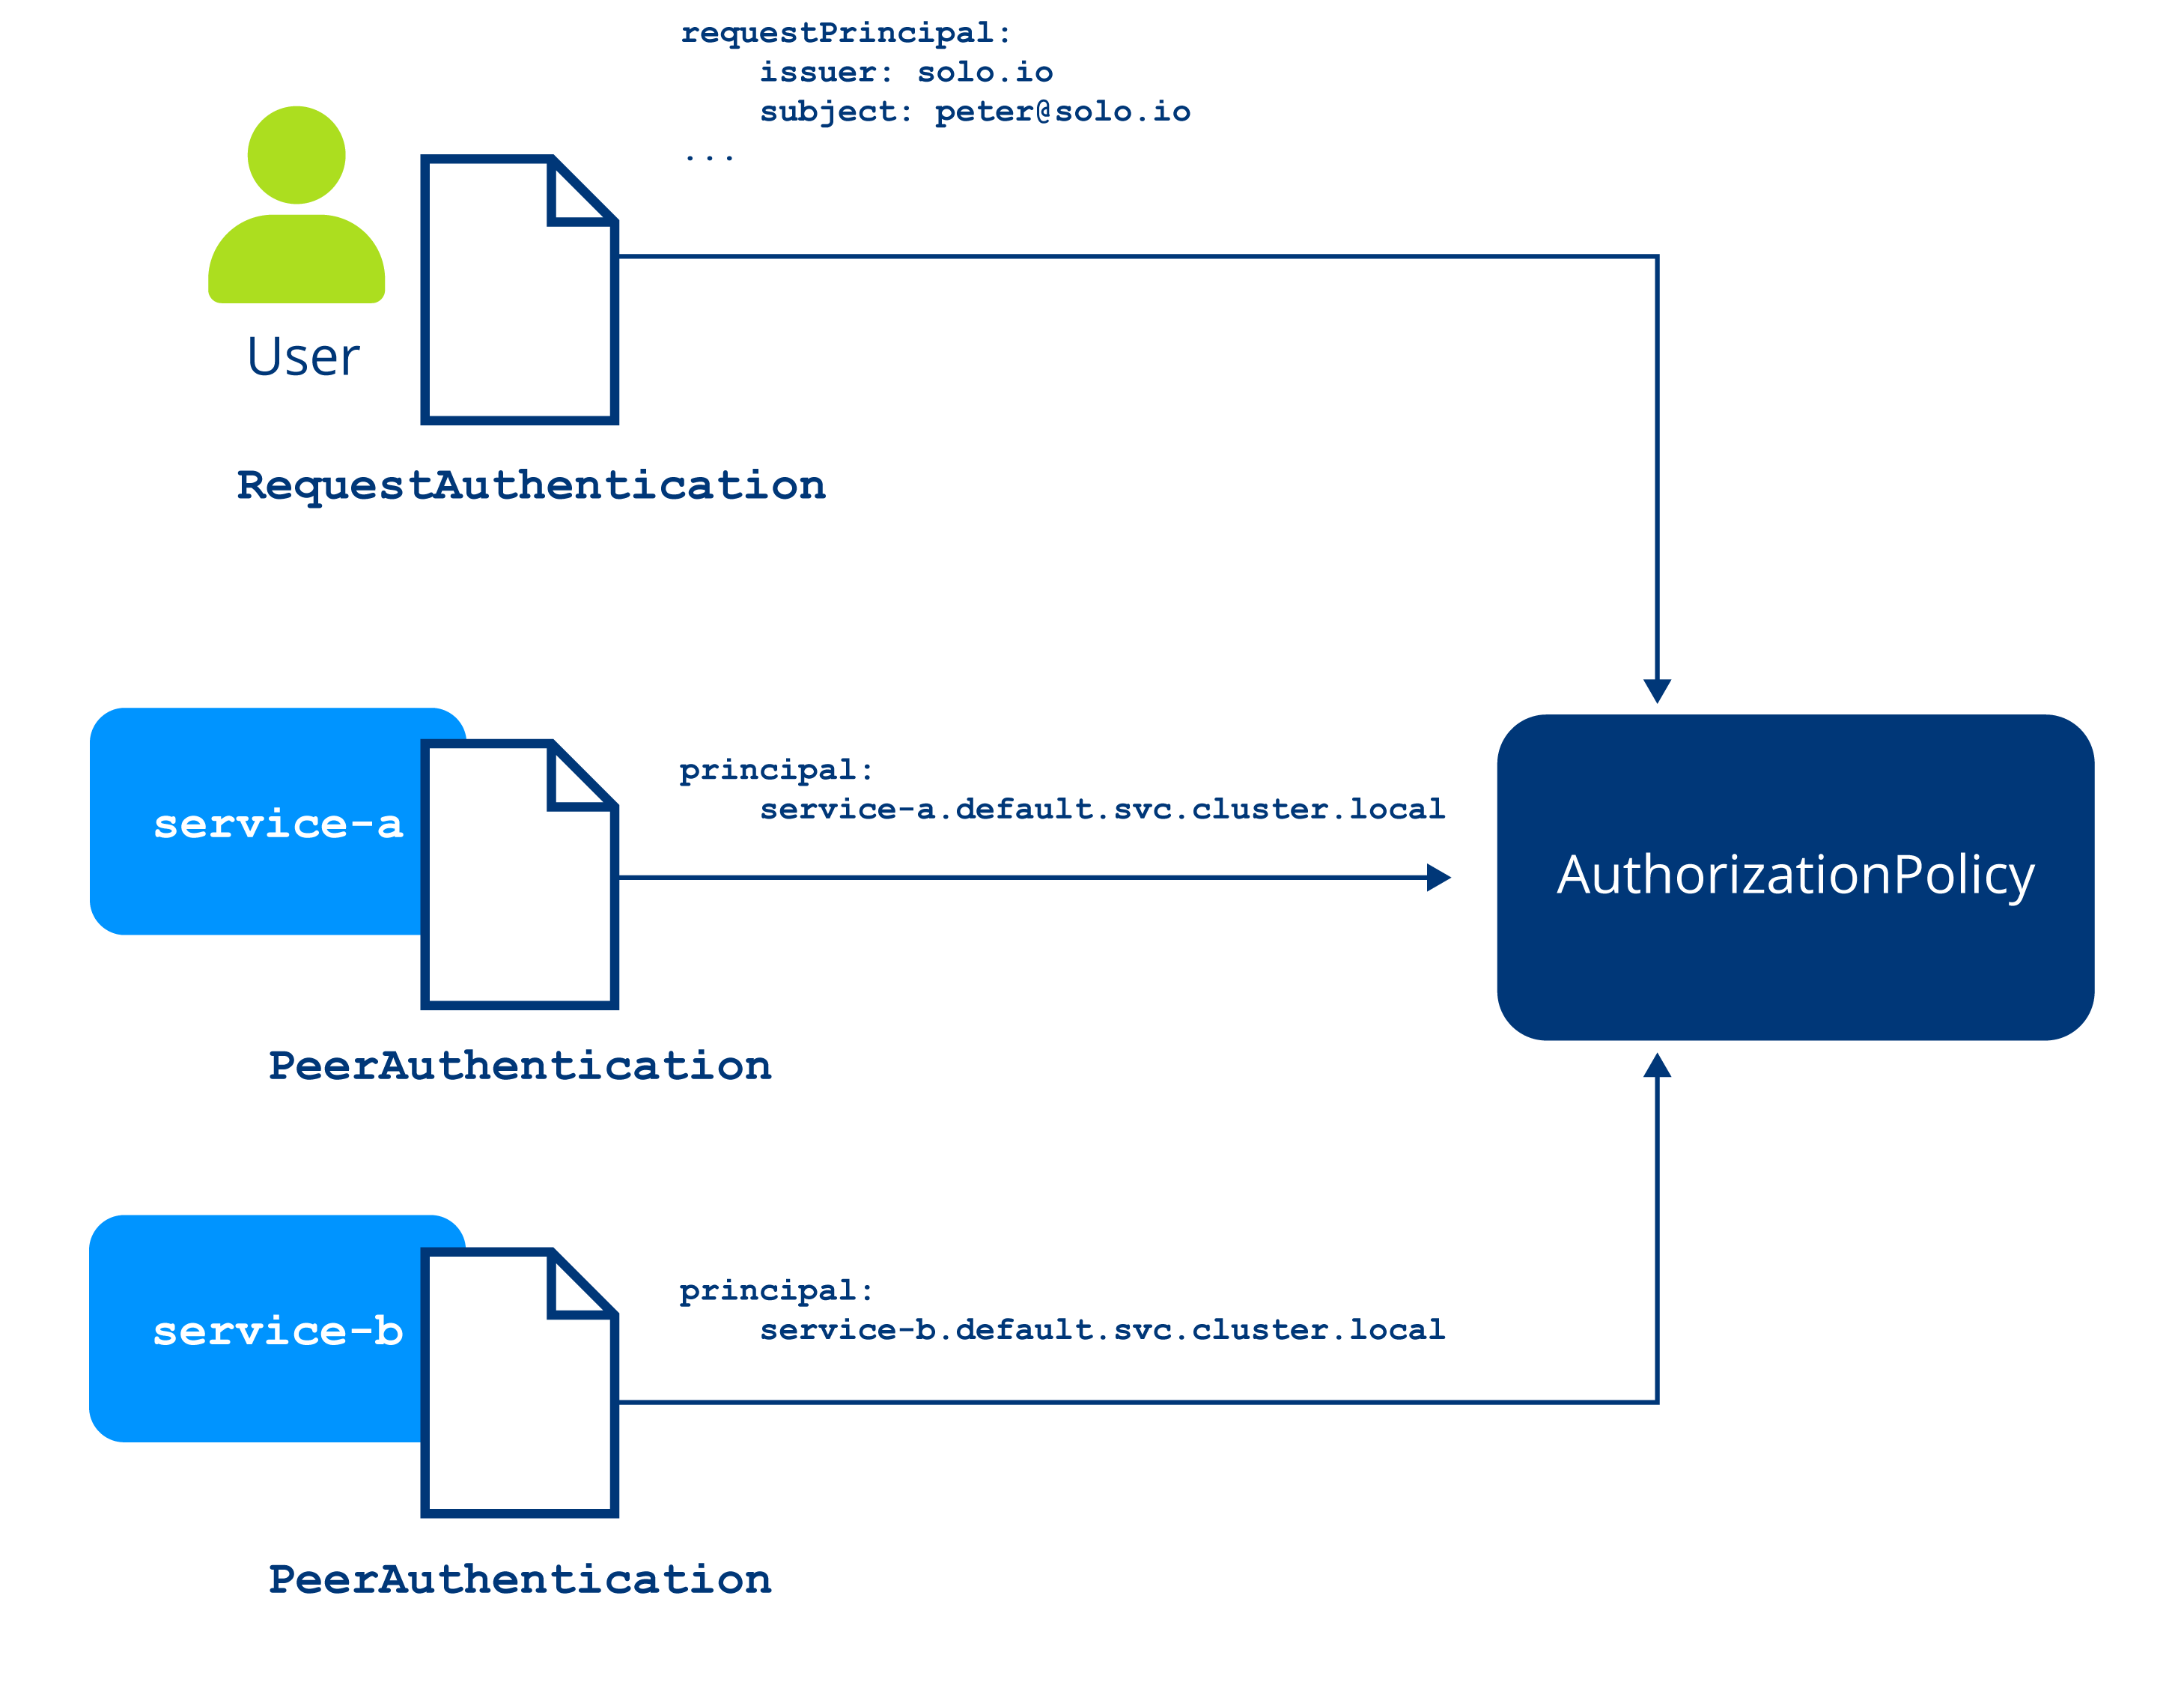 requestPrincipal:
issuer: solo.io
subject: peter@solo.io
...
User
RequestAuthentication
service-a
principal:
service-a.default.svc.cluster.local
PeerAuthentication
AuthorizationPolicy
service-b
principal:
service-b.default.svc.cluster.local
PeerAuthentication